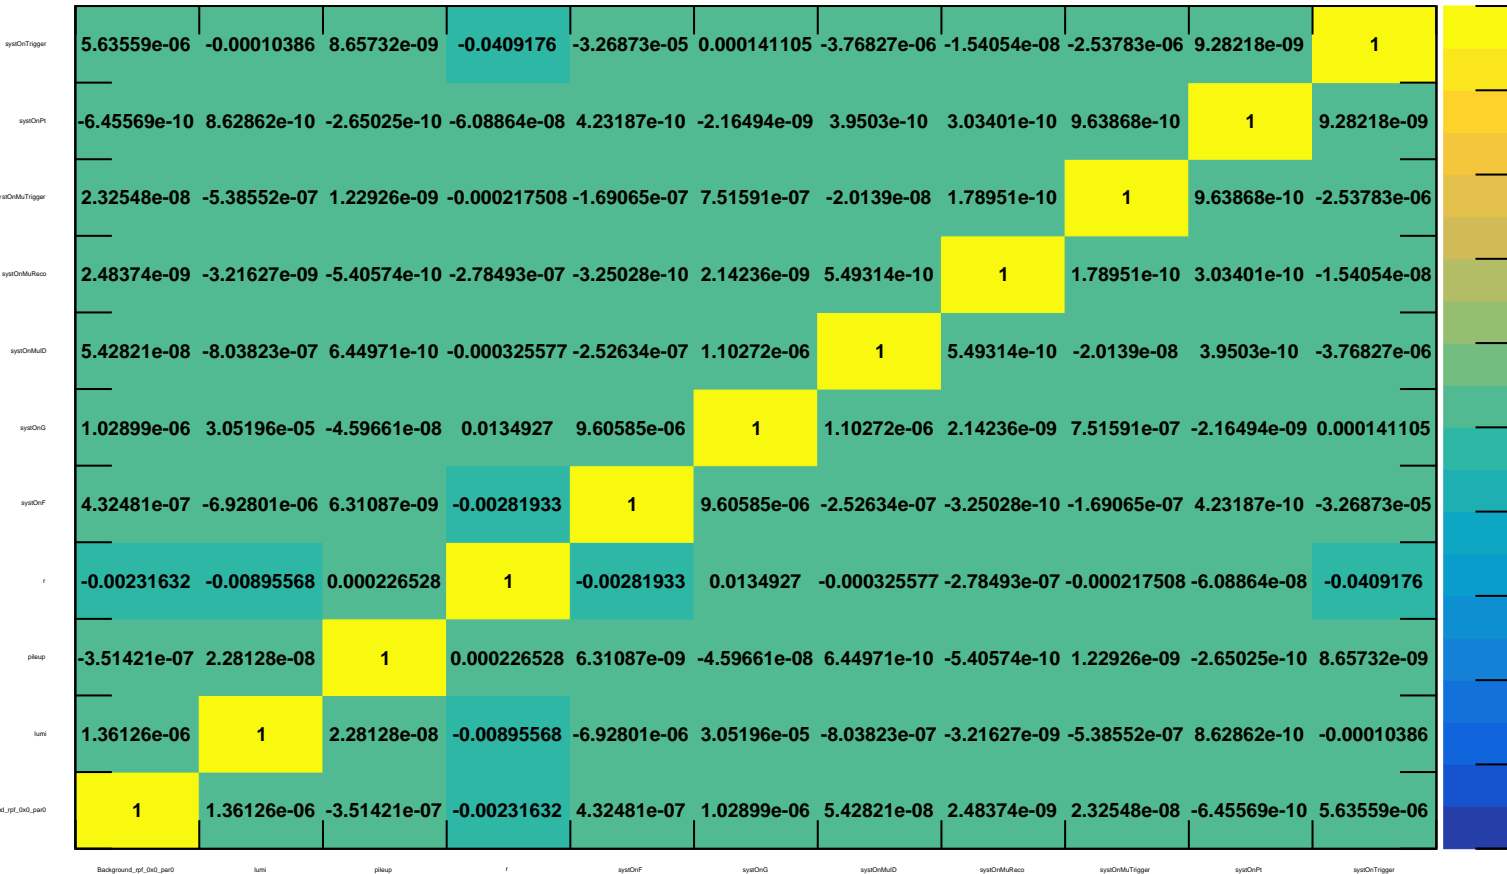 systOnTrigger 5.63559e-06 -0.00010386 8.65732e-09 -0.0409176 -3.26873e-05 0.000141105 -3.76827e-06 -1.54054e-08 -2.53783e-06 9.28218e-09 1
systOnPt -6.45569e-10 8.62862e-10 -2.65025e-10 -6.08864e-08 4.23187e-10 -2.16494e-09 3.9503e-10 3.03401e-10 9.63868e-10 1 9.28218e-09
stOnMuTrigger 2.32548e-08 -5.38552e-07 1.22926e-09 -0.000217508 -1.69065e-07 7.51591e-07 -2.0139e-08 1.78951e-10 1 9.63868e-10 -2.53783e-06
systOnMuReco 2.48374e-09 -3.21627e-09 -5.40574e-10 -2.78493e-07 -3.25028e-10 2.14236e-09 5.49314e-10 1 1.78951e-10 3.03401e-10 -1.54054e-08
systOnMuID 5.42821e-08 -8.03823e-07 6.44971e-10 -0.000325577 -2.52634e-07 1.10272e-06 1 5.49314e-10 -2.0139e-08 3.9503e-10 -3.76827e-06
systOnG 1.02899e-06 3.05196e-05 -4.59661e-08 0.0134927 9.60585e-06 1 1.10272e-06 2.14236e-09 7.51591e-07 -2.16494e-09 0.000141105
systOnF 4.32481e-07 -6.92801e-06 6.31087e-09 -0.00281933 1 9.60585e-06 -2.52634e-07 -3.25028e-10 -1.69065e-07 4.23187e-10 -3.26873e-05
r -0.00231632 -0.00895568 0.000226528 1 -0.00281933 0.0134927 -0.000325577 -2.78493e-07 -0.000217508 -6.08864e-08 -0.0409176
pileup -3.51421e-07 2.28128e-08 1 0.000226528 6.31087e-09 -4.59661e-08 6.44971e-10 -5.40574e-10 1.22926e-09 -2.65025e-10 8.65732e-09
lumi 1.36126e-06 1 2.28128e-08 -0.00895568 -6.92801e-06 3.05196e-05 -8.03823e-07 -3.21627e-09 -5.38552e-07 8.62862e-10 -0.00010386
d_rpf_0x0_par0 1 1.36126e-06 -3.51421e-07 -0.00231632 4.32481e-07 1.02899e-06 5.42821e-08 2.48374e-09 2.32548e-08 -6.45569e-10 5.63559e-06
Background_rpf_0x0_par0 lumi pileup r systOnF systOnG systOnMuID systOnMuReco systOnMuTrigger systOnPt systOnTrigger